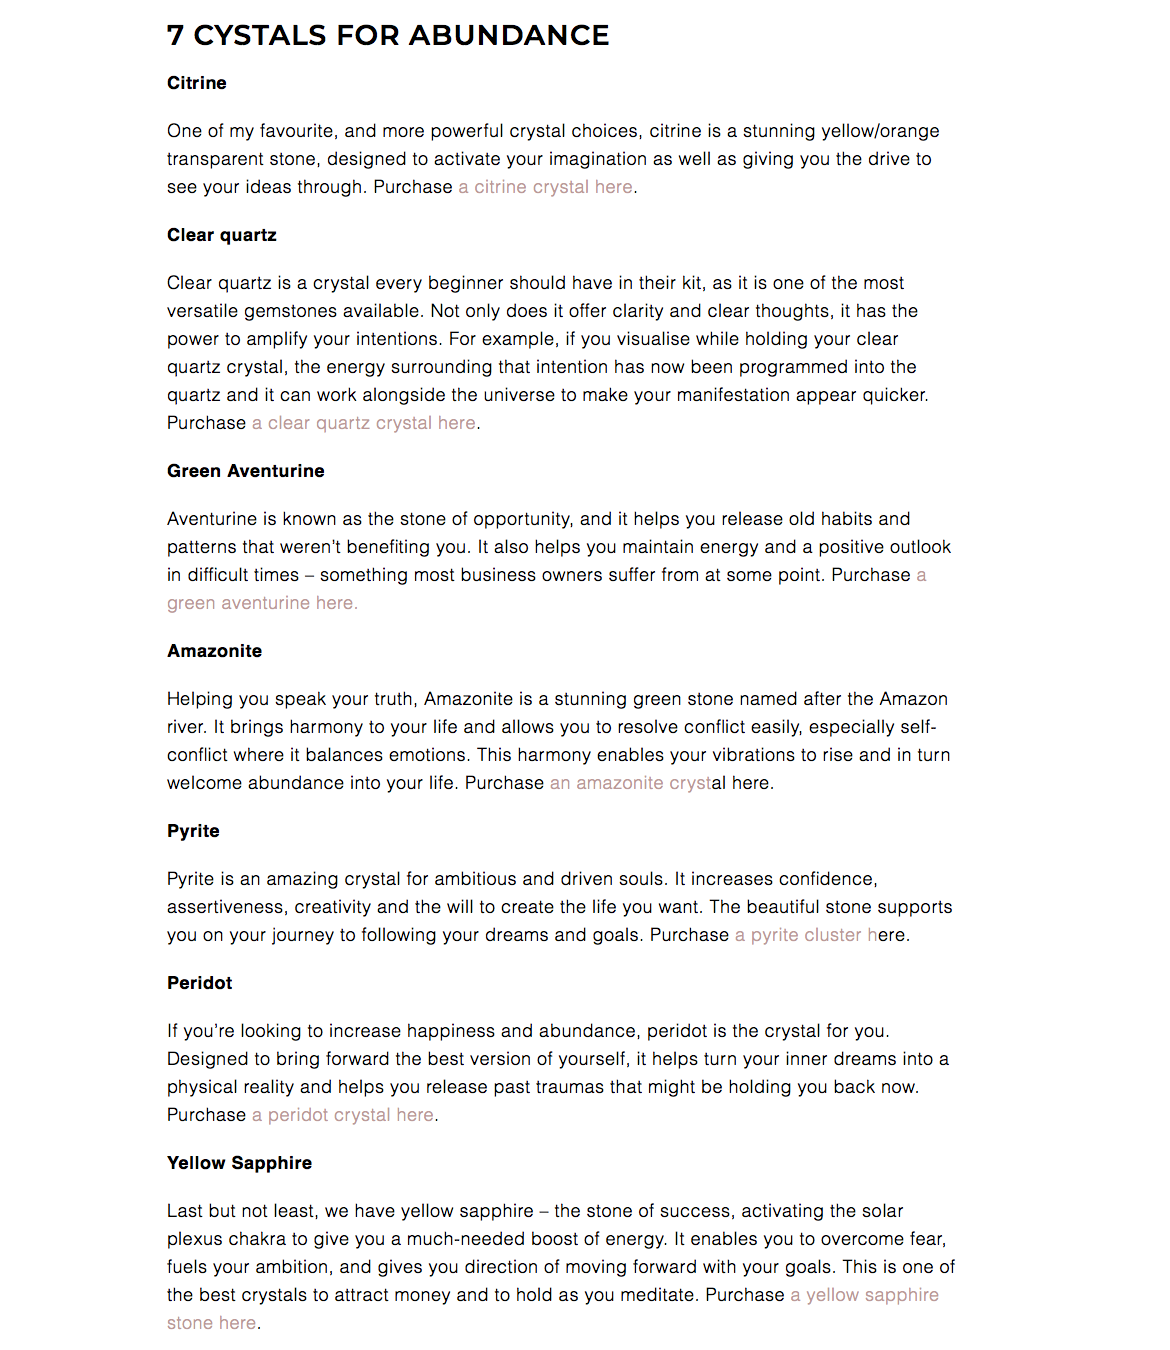 7 CYSTALS FOR ABUNDANCE
Citrine
One of my favourite, and more powerful crystal choices, citrine is a stunning yellow/orange
transparent stone, designed to activate your imagination as well as giving you the drive to
see your ideas through. Purchase a citrine crystal here.
Clear quartz
Clear quartz is a crystal every beginner should have in their kit, as it is one of the most
versatile gemstones available. Not only does it offer clarity and clear thoughts, it has the
power to amplify your intentions. For example, if you visualise while holding your clear
quartz crystal, the energy surrounding that intention has now been programmed into the
quartz and it can work alongside the universe to make your manifestation appear quicker.
Purchase a clear quartz crystal here.
Green Aventurine
Aventurine is known as the stone of opportunity, and it helps you release old habits and
patterns that weren't benefiting you. It also helps you maintain energy and a positive outlook
in difficult times – something most business owners suffer from at some point. Purchase a
green aventurine here.
Amazonite
Helping you speak your truth, Amazonite is a stunning green stone named after the Amazon
river. It brings harmony to your life and allows you to resolve conflict easily, especially self-
conflict where it balances emotions. This harmony enables your vibrations to rise and in turn
welcome abundance into your life. Purchase an amazonite crystal here.
Pyrite
Pyrite is an amazing crystal for ambitious and driven souls. It increases confidence,
assertiveness, creativity and the will to create the life you want. The beautiful stone supports
you on your journey to following your dreams and goals. Purchase a pyrite cluster here.
Peridot
If you’re looking to increase happiness and abundance, peridot is the crystal for you.
Designed to bring forward the best version of yourself, it helps turn your inner dreams into a
physical reality and helps you release past traumas that might be holding you back now.
Purchase a peridot crystal here.
Yellow Sapphire
Last but not least, we have yellow sapphire – the stone of success, activating the solar
plexus chakra to give you a much-needed boost of energy. It enables you to overcome fear,
fuels your ambition, and gives you direction of moving forward with your goals. This is one of
the best crystals to attract money and to hold as you meditate. Purchase a yellow sapphire
stone here.